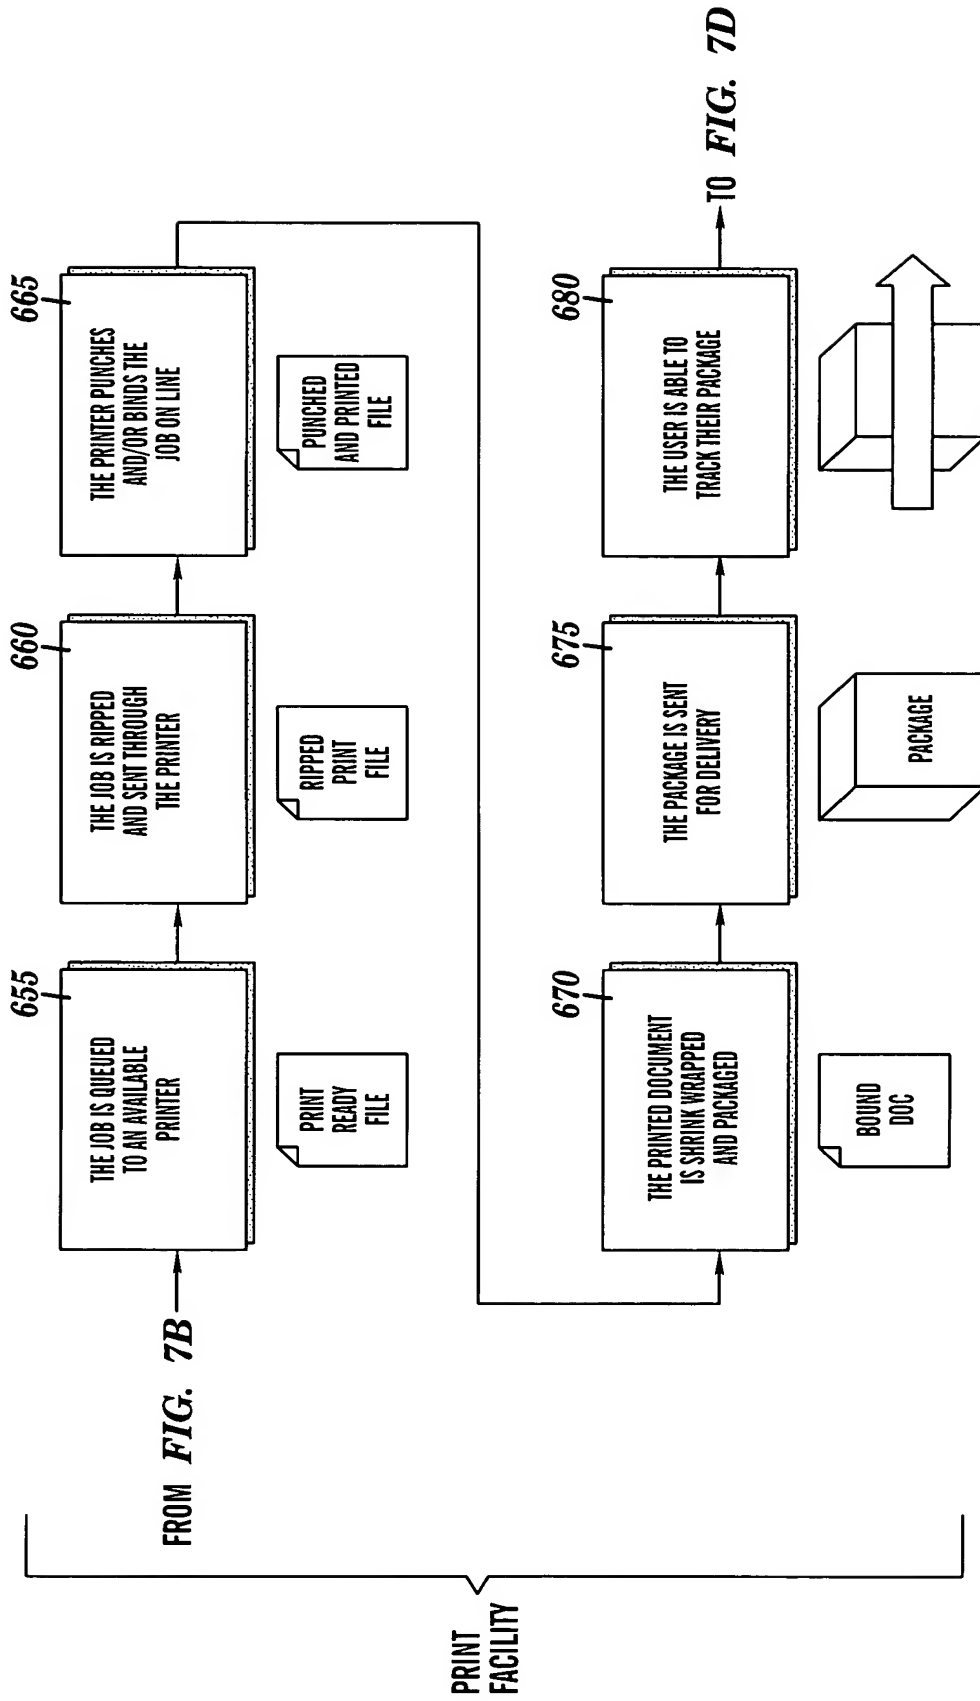 PRINT
FACILITY
FROM FIG. 7B
655
THE JOB IS QUEUED
TO AN AVAILABLE
PRINTER
PRINT
READY
FILE
660
THE JOB IS RIPPED
AND SENT THROUGH
THE PRINTER
RIPPED
PRINT
FILE
665
THE PRINTER PUNCHES
AND/OR BINDS THE
JOB ON LINE
PUNCHED
AND PRINTED
FILE
670
THE PRINTED DOCUMENT
IS SHRINK WRAPPED
AND PACKAGED
BOUND
DOC
675
THE PACKAGE IS SENT
FOR DELIVERY
PACKAGE
680
THE USER IS ABLE TO
TRACK THEIR PACKAGE
TO FIG. 7D